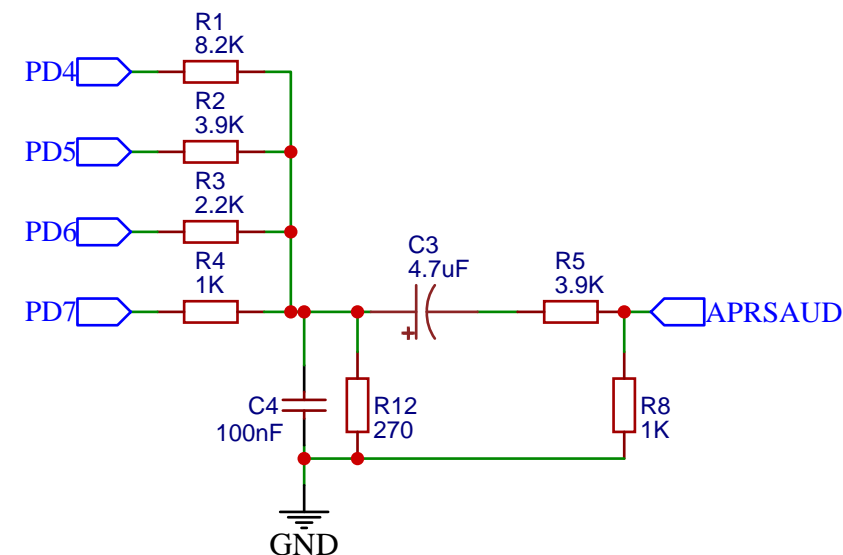 R1
8.2K
PD4
R2
3.9K
PD5
R3
2.2K
PD6
R4
1K
PD7
C3
4.7uF
R5
3.9K
APRSAUD
+
C4
100nF
R12
270
R8
1K
GND